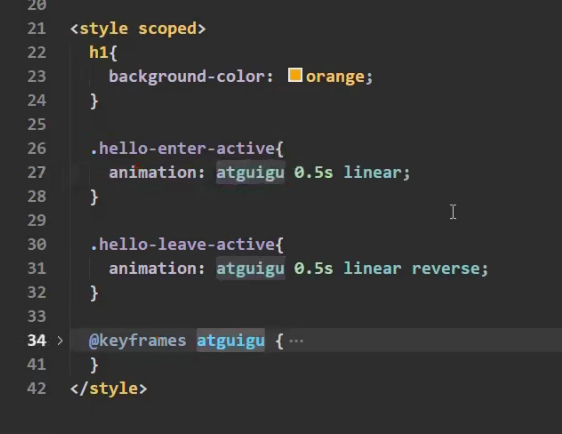 20
21 <style scoped>
22 h1{
23 background-color: orange;
24 }
25
26 .hello-enter-active{
27 animation: atguigu 0.5s linear;
28 }
29
30 .hello-leave-active{
31 animation: atguigu 0.5s linear reverse;
32 }
33
34 @keyframes atguigu { ···
41 }
42 </style>